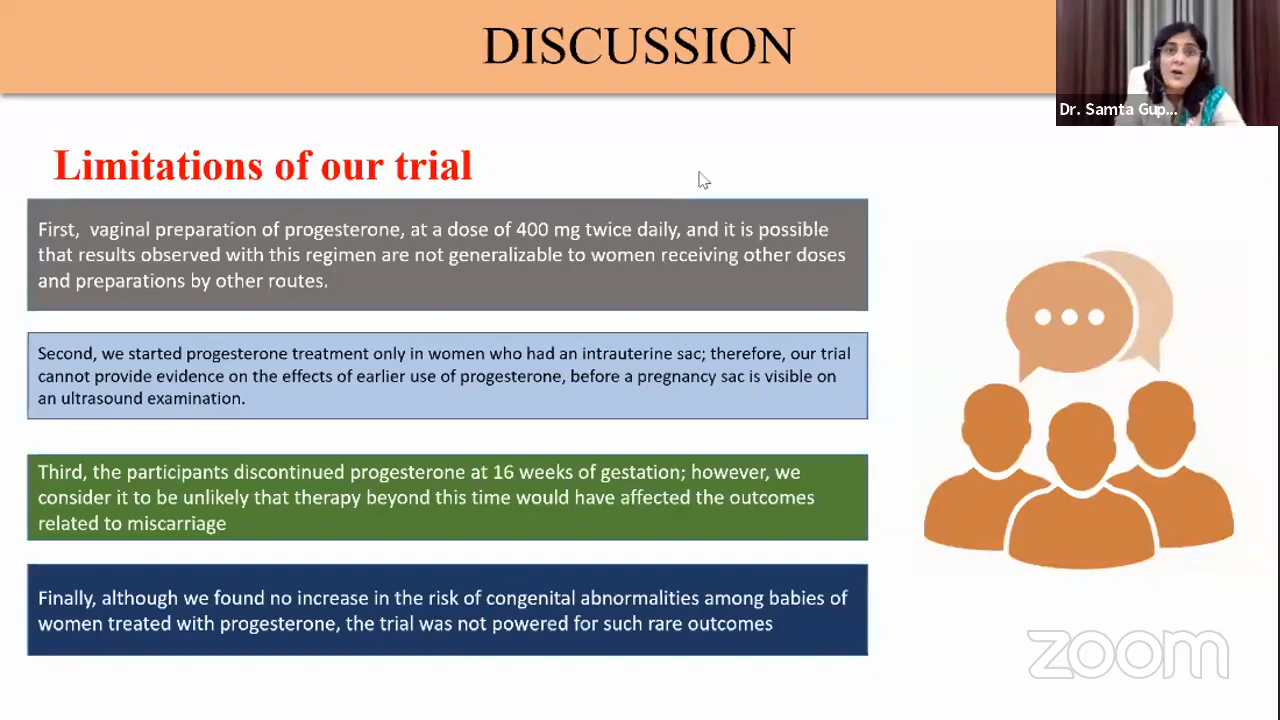 DISCUSSION
Dr. Samta Gup...
Limitations of our trial
First, vaginal preparation of progesterone, at a dose of 400 mg twice daily, and it is possible
that results observed with this regimen are not generalizable to women receiving other doses
and preparations by other routes.
Second, we started progesterone treatment only in women who had an intrauterine sac; therefore, our trial
cannot provide evidence on the effects of earlier use of progesterone, before a pregnancy sac is visible on
an ultrasound examination.
Third, the participants discontinued progesterone at 16 weeks of gestation; however, we
consider it to be unlikely that therapy beyond this time would have affected the outcomes
related to miscarriage
Finally, although we found no increase in the risk of congenital abnormalities among babies of
women treated with progesterone, the trial was not powered for such rare outcomes
zoom